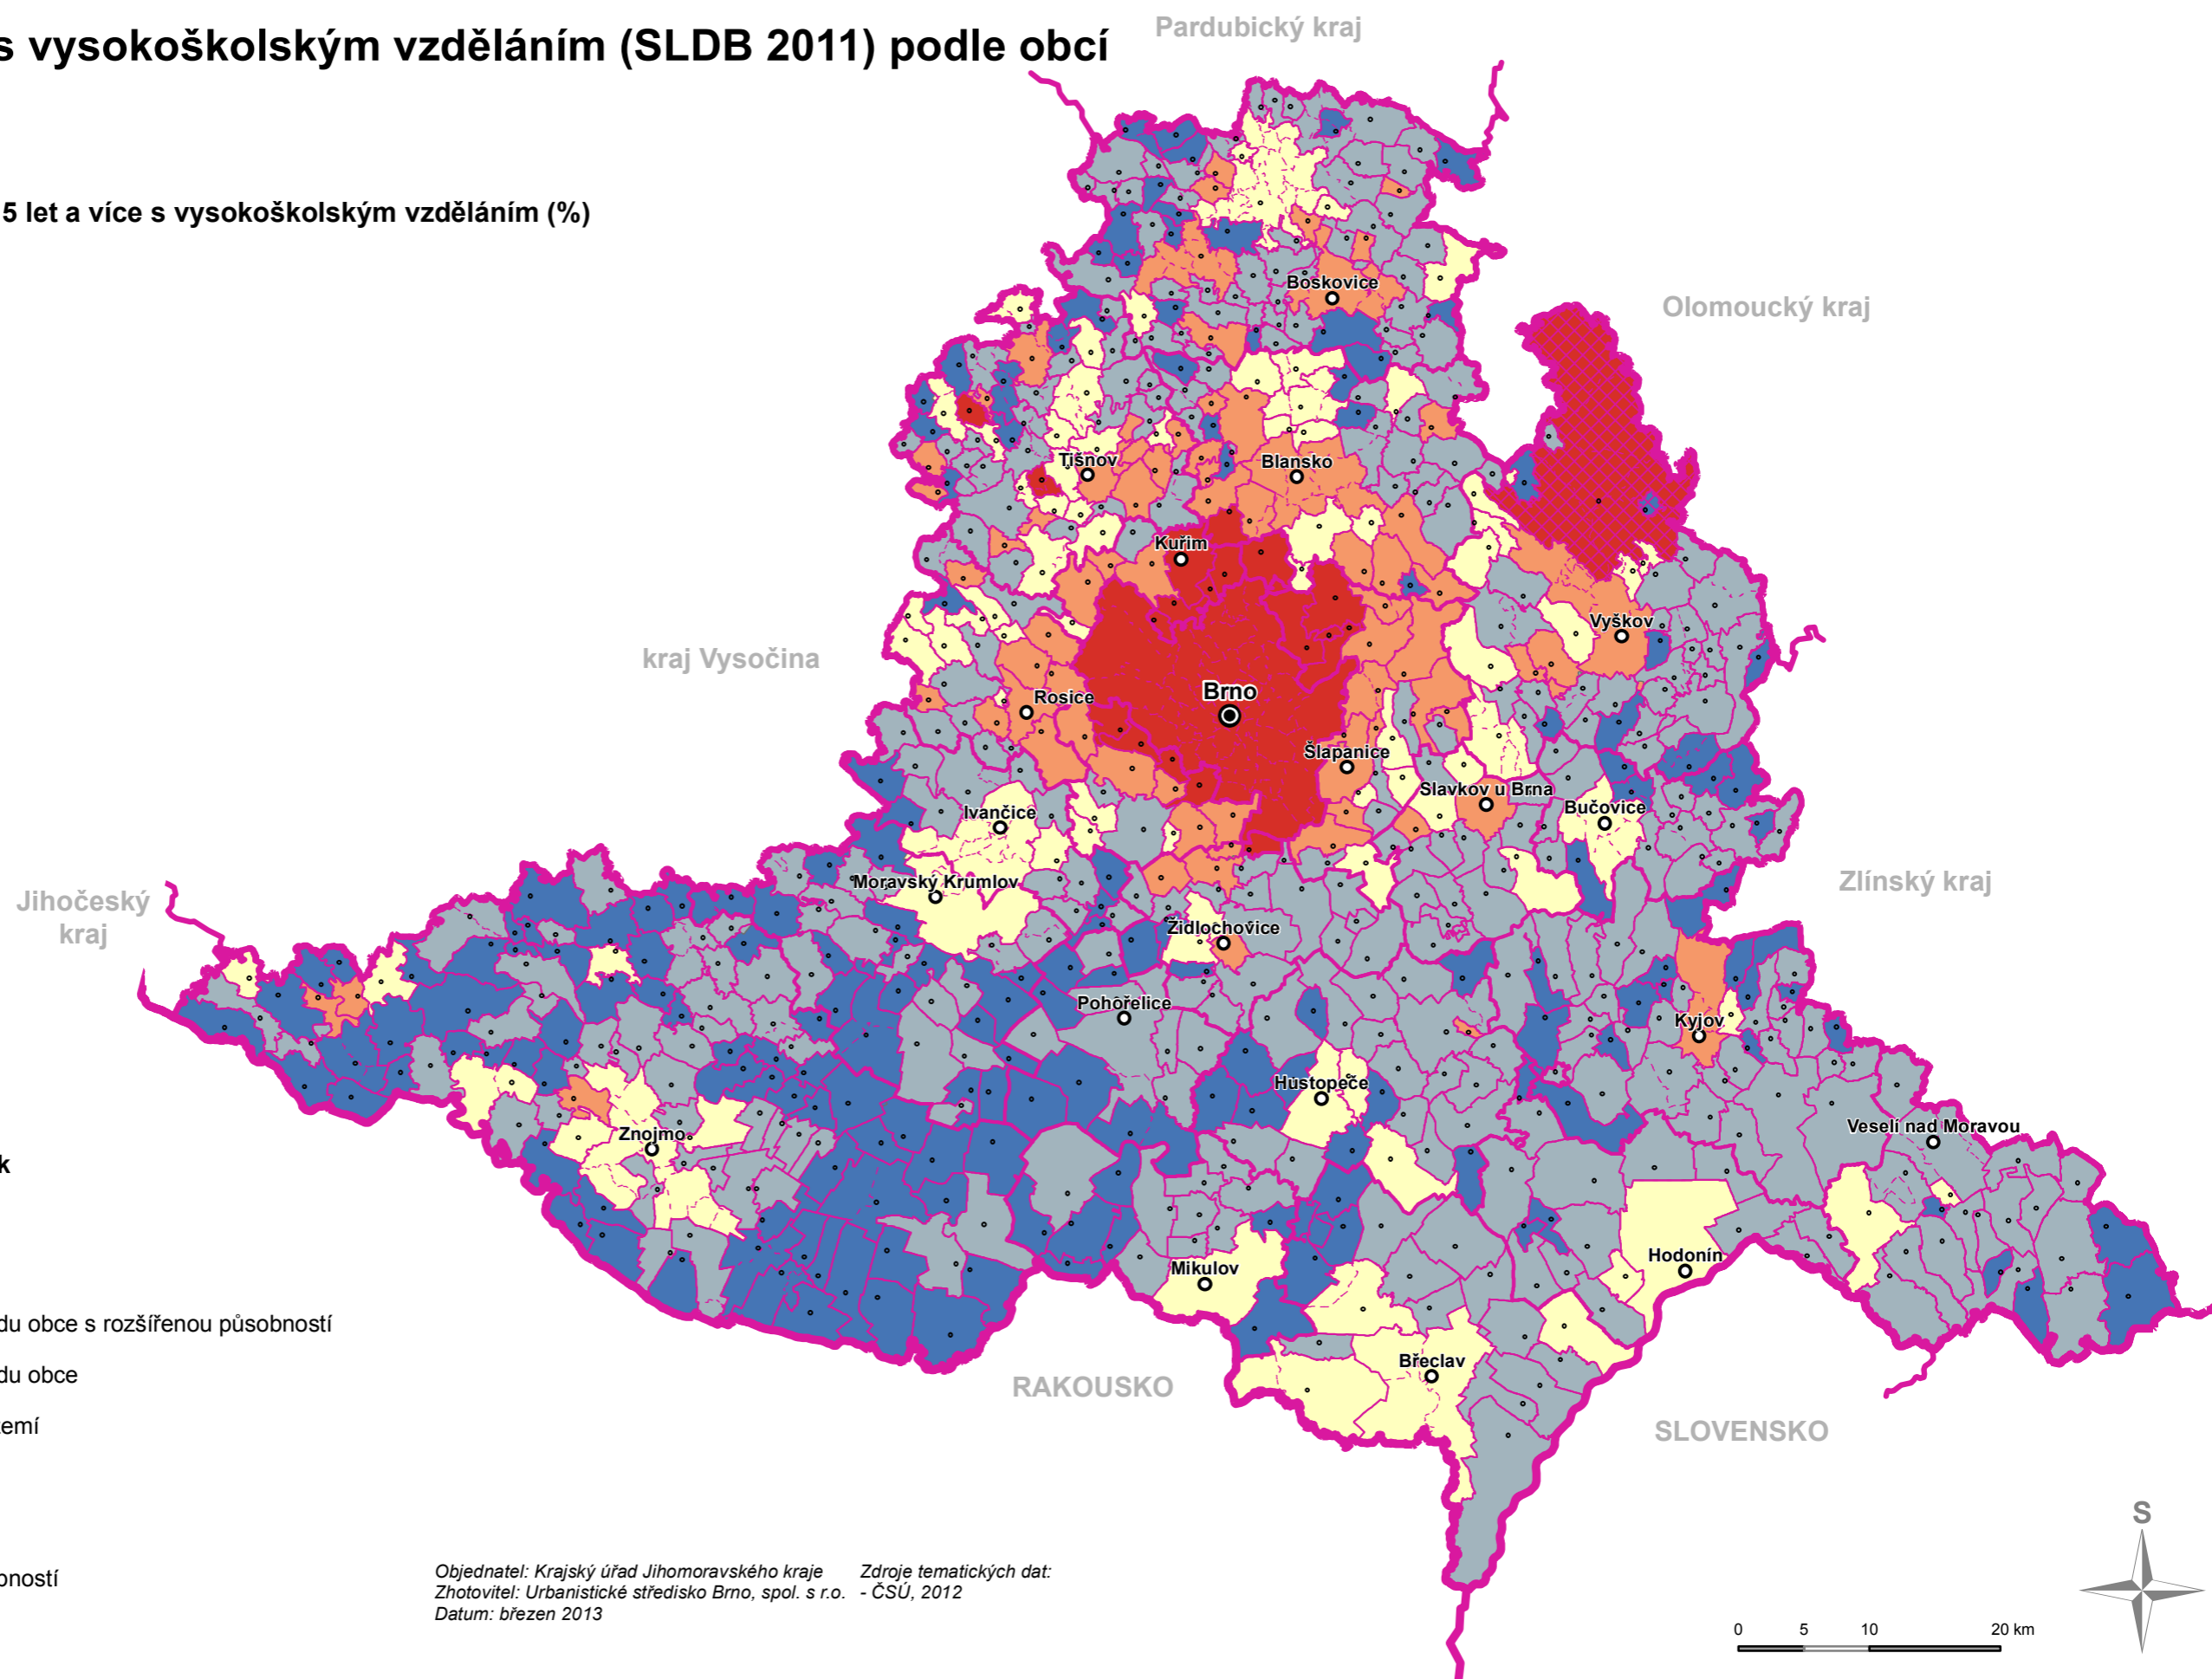 s vysokoškolským vzděláním (SLDB 2011) podle obcí
Pardubický kraj
5 let a více s vysokoškolským vzděláním (%)
Boskovice
Olomoucký kraj
Tišnov
Blansko
Kuřim
Vyškov
kraj Vysočina
Rosice
Brno
Šlapanice
Slavkov u Brna
Bučovice
Ivančice
Moravský Krumlov
Zlínský kraj
Jihočeský
kraj
Židlochovice
Pohořelice
Kyjov
Hustopeče
Veselí nad Moravou
Znojmo
k
Hodonín
Mikulov
du obce s rozšířenou působností
Břeclav
du obce
RAKOUSKO
zemí
SLOVENSKO
S
bností
Objednatel: Krajský úřad Jihomoravského kraje
Zhotovitel: Urbanistické středisko Brno, spol. s r.o.
Datum: březen 2013
Zdroje tematických dat:
- ČSÚ, 2012
0 5 10 20 km